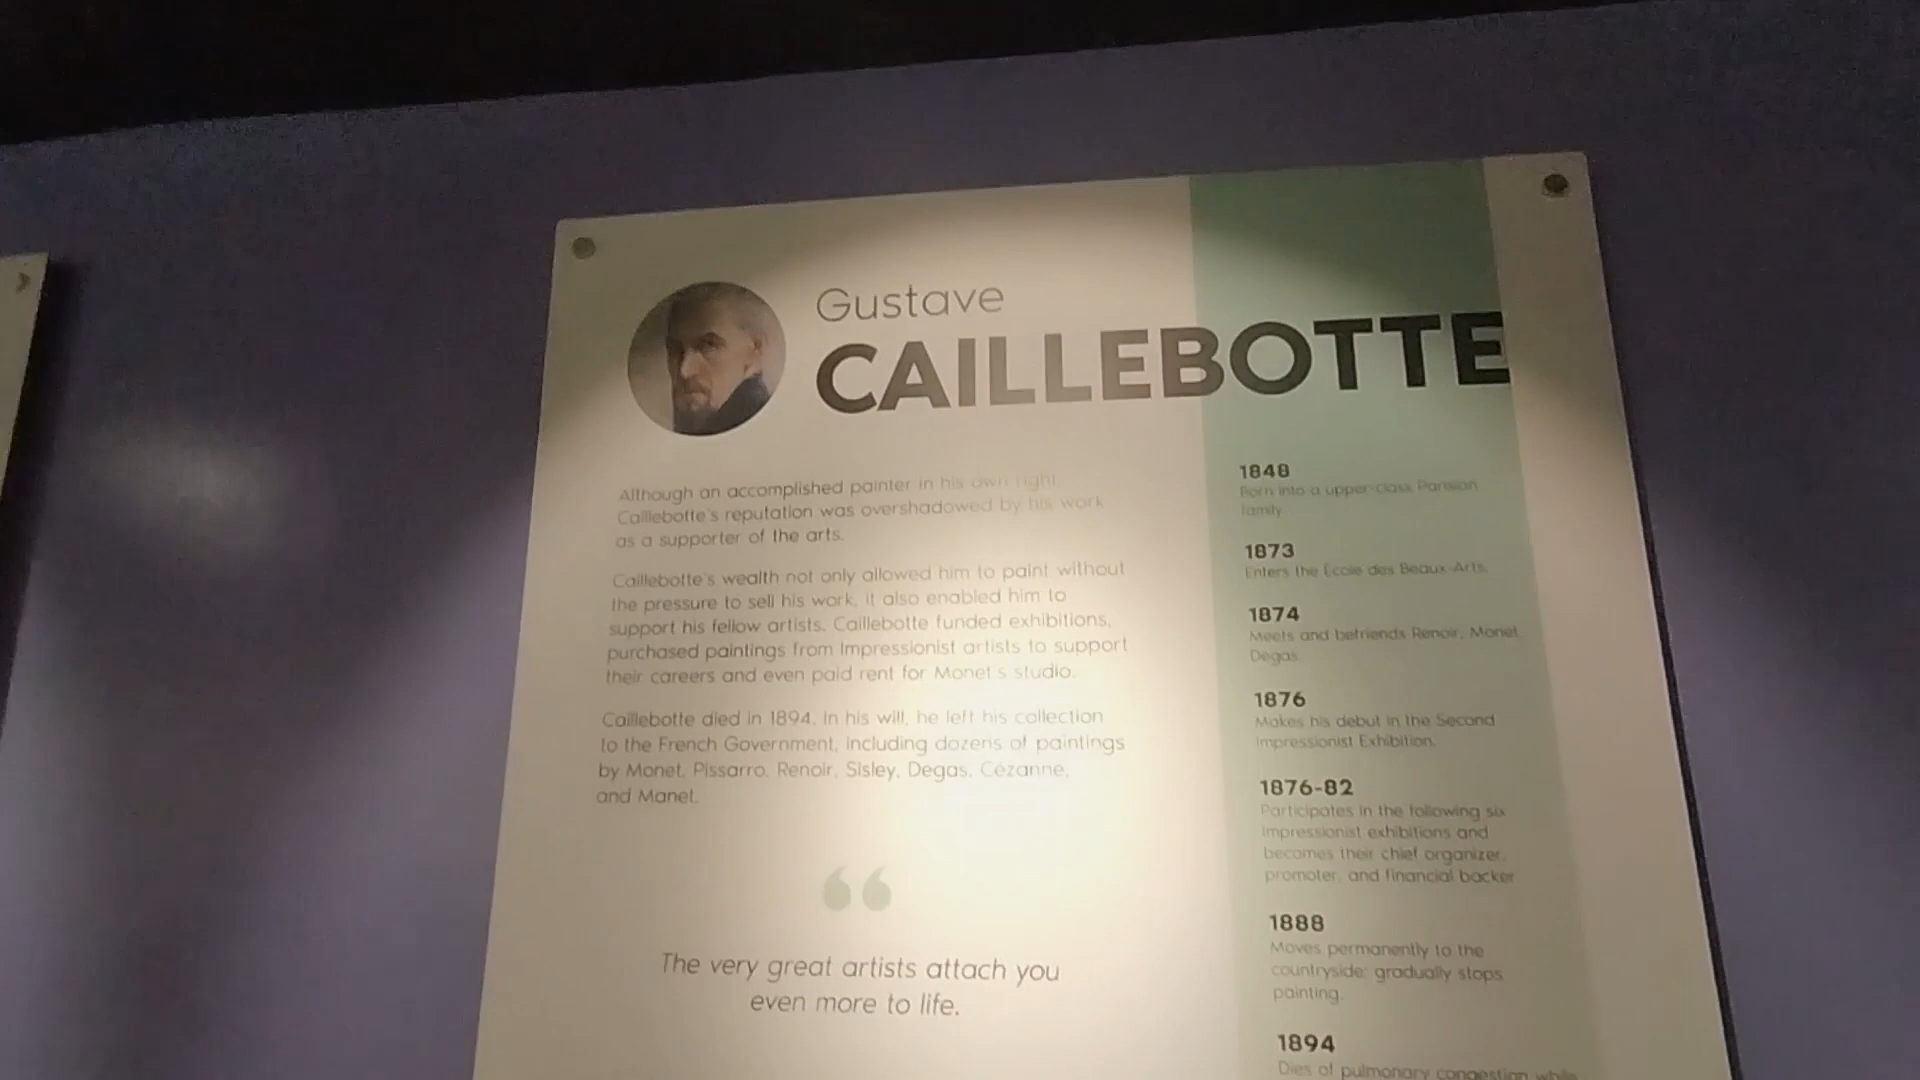 Gustave
CAILLEBOTTE
Although an accomplished painter in his own right,
Caillebotte's reputation was overshadowed by his work
as a supporter of the arts.
Caillebotte's wealth not only allowed him to paint without
the pressure to sell his work, it also enabled him to
support his fellow artists. Caillebotte funded exhibitions,
purchased paintings from Impressionist artists to support
their careers and even paid rent for Monet's studio.
Caillebotte died in 1894. In his will, he left his collection
to the French Government, including dozens of paintings
by Monet, Pissarro, Renoir, Sisley, Degas, Cézanne,
and Manet.
The very great artists attach you
even more to life.
1848
Born into a upper-class Parisian
family.
1873
Enters the École des Beaux-Arts.
1874
Meets and befriends Renoir, Monet,
Degas.
1876
Makes his debut in the Second
Impressionist Exhibition.
1876-82
Participates in the following six
Impressionist exhibitions and
becomes their chief organizer,
promoter, and financial backer.
1888
Moves permanently to the
countryside; gradually stops
painting.
1894
Dies of pulmonary congestion while